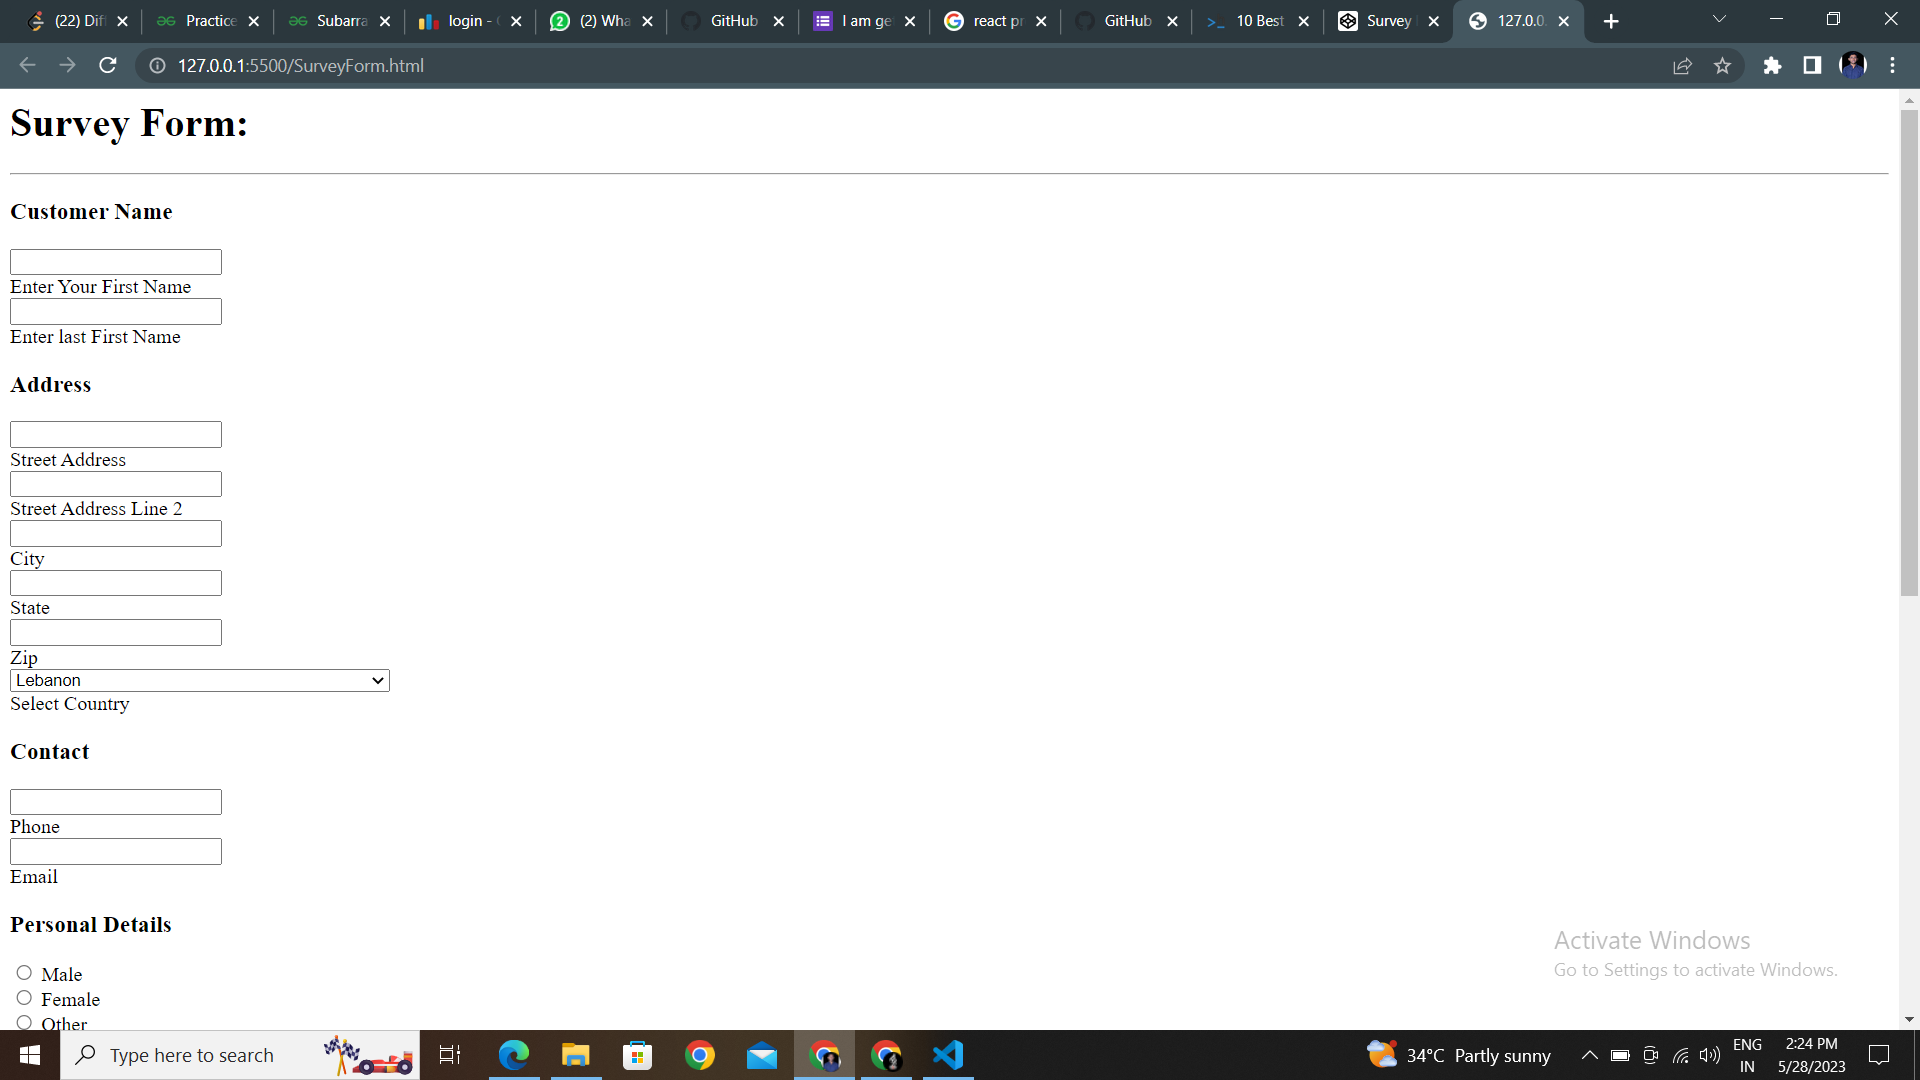 (22) Dif
Practice
Subarra
login -
(2) Wha
GitHub
I am ge
react pr
GitHub
10 Best
Survey
127.0.0.
127.0.0.1:5500/SurveyForm.html
Survey Form:
Customer Name
Enter Your First Name
Enter last First Name
Address
Street Address
Street Address Line 2
City
State
Zip
Lebanon
Select Country
Contact
Phone
Email
Personal Details
Male
Female
Other
Activate Windows
Go to Settings to activate Windows.
Type here to search
34°C Partly sunny
ENG
IN
2:24 PM
5/28/2023